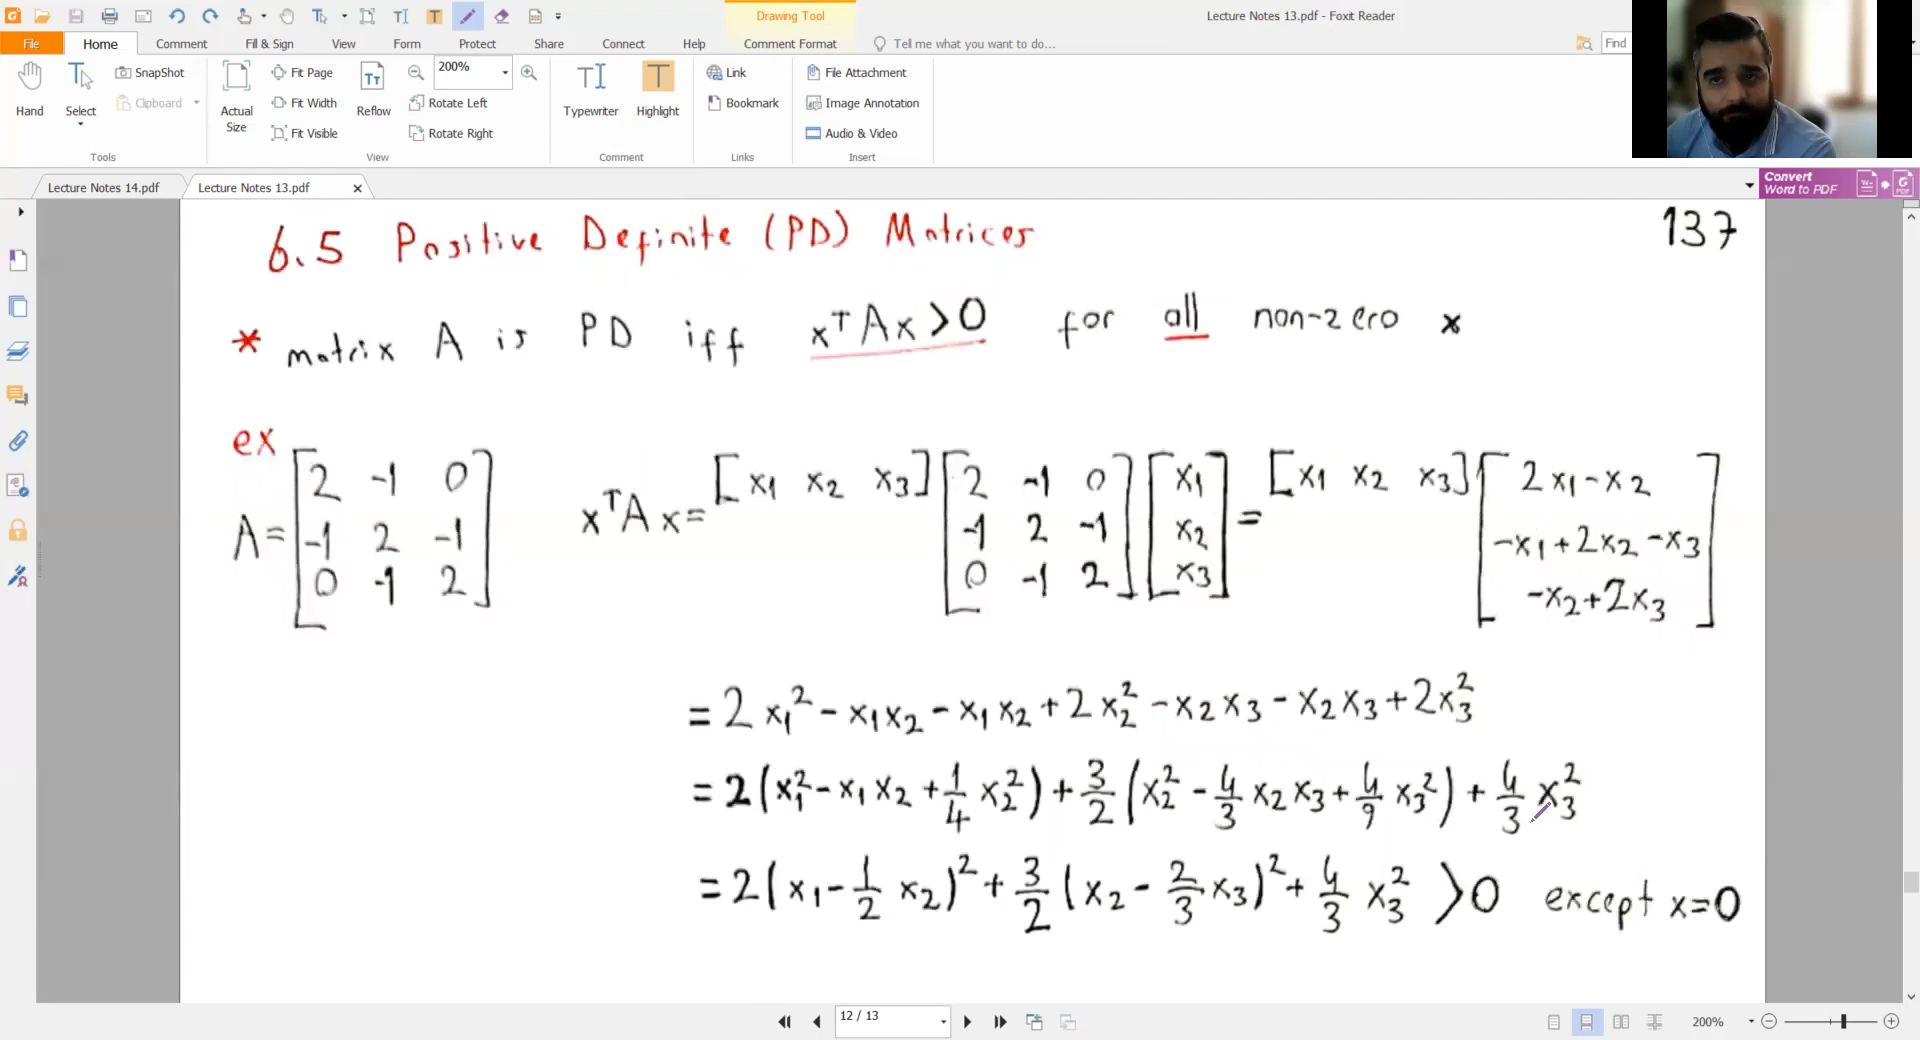 Drawing Tool
Lecture Notes 13.pdf - Foxit Reader
File Home Comment Fill & Sign View Form Protect Share Connect Help Comment Format Tell me what you want to do... Find
Hand Select SnapShot Clipboard
Actual Size Fit Page Fit Width Fit Visible Reflow 200% Rotate Left Rotate Right
Typewriter Highlight Link Bookmark File Attachment Image Annotation Audio & Video
Tools View Comment Links Insert
Lecture Notes 14.pdf Lecture Notes 13.pdf
Convert
Word to PDF
6.5 Positive Definite (PD) Matrices 137
* matrix A is PD iff xᵀAx>0 for all non-zero x
ex
A = [2 -1 0; -1 2 -1; 0 -1 2] xᵀAx = [x₁ x₂ x₃] [2 -1 0; -1 2 -1; 0 -1 2] [x₁; x₂; x₃] = [x₁ x₂ x₃] [2x₁-x₂; -x₁+2x₂-x₃; -x₂+2x₃]
= 2x₁² - x₁x₂ - x₁x₂ + 2x₂² - x₂x₃ - x₂x₃ + 2x₃²
= 2(x₁² - x₁x₂ + 1/4 x₂²) + 3/2 (x₂² - 4/3 x₂x₃ + 4/9 x₃²) + 4/3 x₃²
= 2(x₁ - 1/2 x₂)² + 3/2 (x₂ - 2/3 x₃)² + 4/3 x₃² >0 except x=0
12 / 13 200%